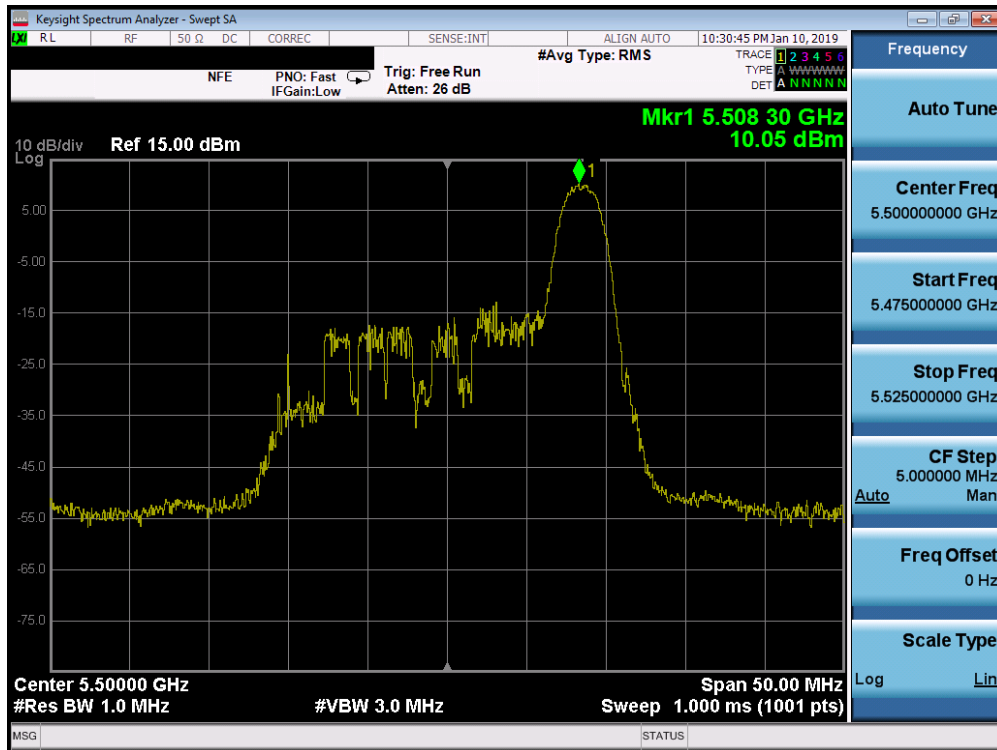 Keysight Spectrum Analyzer - Swept SA
LXI RL RF 50 Ω DC CORREC SENSE:INT ALIGN AUTO 10:30:45 PM Jan 10, 2019
#Avg Type: RMS TRACE 1 2 3 4 5 6
NFE PNO: Fast Trig: Free Run TYPE A WWWWW
IFGain:Low Atten: 26 dB DET A N N N N N
Mkr1 5.508 30 GHz
10.05 dBm
10 dB/div Ref 15.00 dBm
Log
1
5.00
-5.00
-15.0
-25.0
-35.0
-45.0
-55.0
-65.0
-75.0
Center 5.50000 GHz Span 50.00 MHz
#Res BW 1.0 MHz #VBW 3.0 MHz Sweep 1.000 ms (1001 pts)
MSG STATUS
Frequency
Auto Tune
Center Freq
5.500000000 GHz
Start Freq
5.475000000 GHz
Stop Freq
5.525000000 GHz
CF Step
5.000000 MHz
Auto Man
Freq Offset
0 Hz
Scale Type
Log Lin